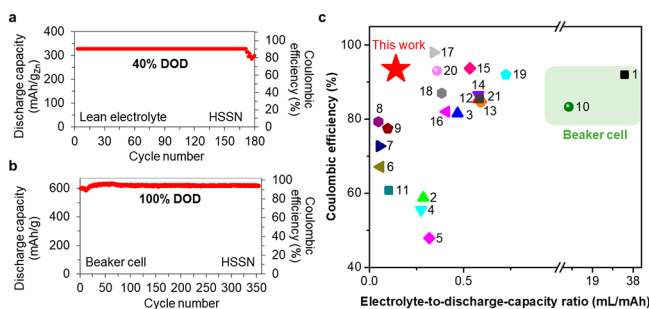 a
Discharge capacity
(mAh/gZn)
400
300
200
100
0
40% DOD
Lean electrolyte
HSSN
100
80
60
40
20
0
Coulombic
efficiency (%)
0 30 60 90 120 150 180
Cycle number
b
Discharge capacity
(mAh/g)
600
400
200
0
100% DOD
Beaker cell
HSSN
100
80
60
40
20
0
Coulombic
efficiency (%)
0 50 100 150 200 250 300 350
Cycle number
c
Coulombic efficiency (%)
100
80
60
40
This work
17
20
15
19
18
14
12
21
13
16
3
8
9
7
6
11
2
4
5
1
10
Beaker cell
0.0 0.5 19 38
Electrolyte-to-discharge-capacity ratio (mL/mAh)